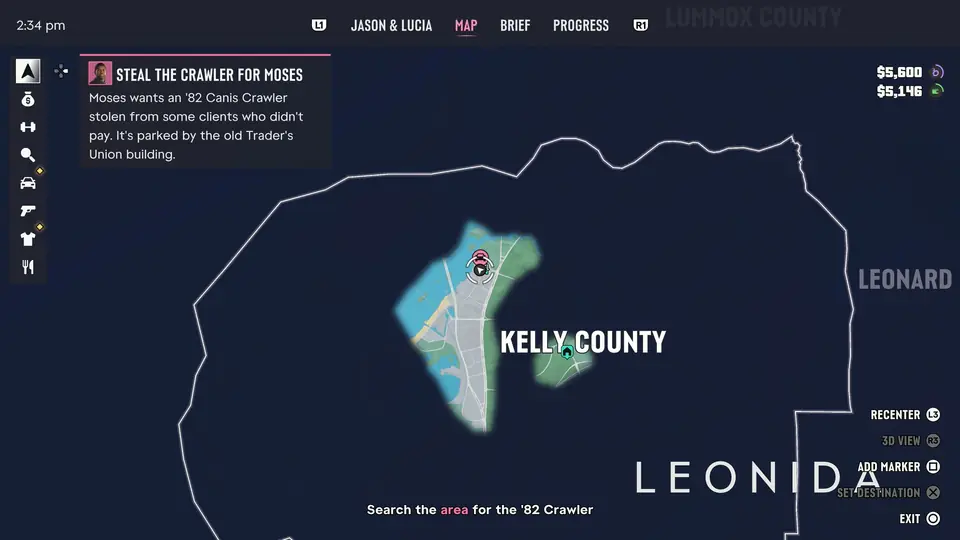 2:34 pm
L1
JASON & LUCIA
MAP
BRIEF
PROGRESS
R1
LUMMOX COUNTY
STEAL THE CRAWLER FOR MOSES
Moses wants an '82 Canis Crawler
stolen from some clients who didn't
pay. It's parked by the old Trader's
Union building.
$5,600
$5,146
LEONARD
KELLY COUNTY
LEONIDA
RECENTER L3
3D VIEW R3
ADD MARKER
SET DESTINATION
EXIT
Search the area for the '82 Crawler